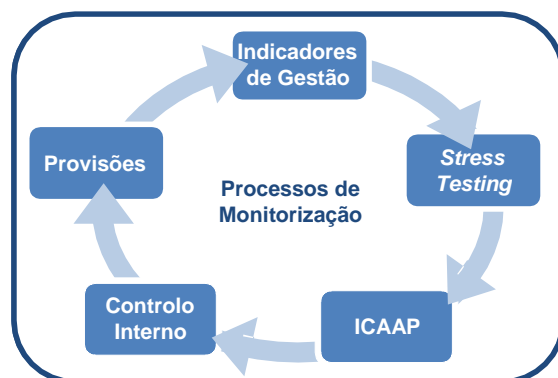 Indicadores
de Gestão
Stress
Testing
ICAAP
Controlo
Interno
Provisões
Processos de
Monitorização